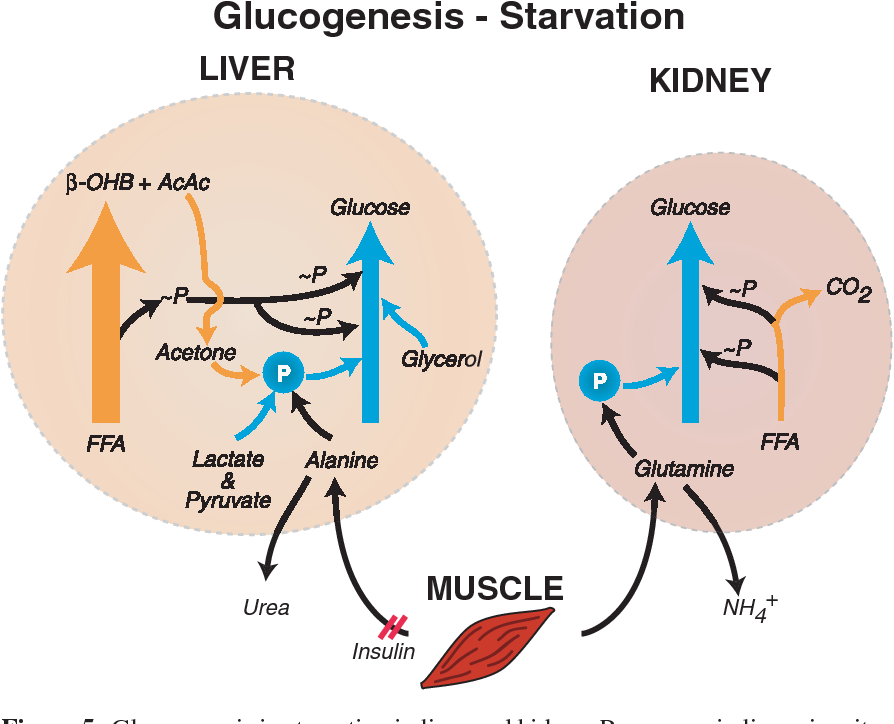 Glucogenesis - Starvation
LIVER
KIDNEY
β-OHB + AcAc
Glucose
~P
~P
~P
Acetone
P
Glycerol
FFA
Lactate
&
Pyruvate
Alanine
Urea
Glucose
~P
CO2
~P
P
FFA
Glutamine
NH4+
MUSCLE
Insulin